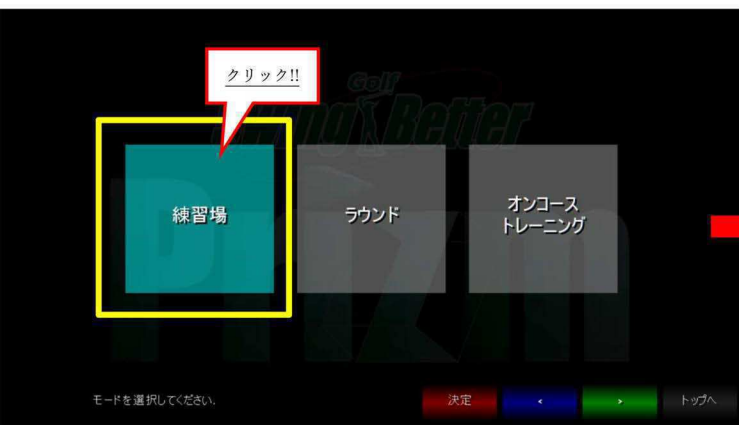 クリック!!
Golf
Swing Better
Prizm
練習場
ラウンド
オンコース
トレーニング
モードを選択してください.
決定
<
>
トップへ